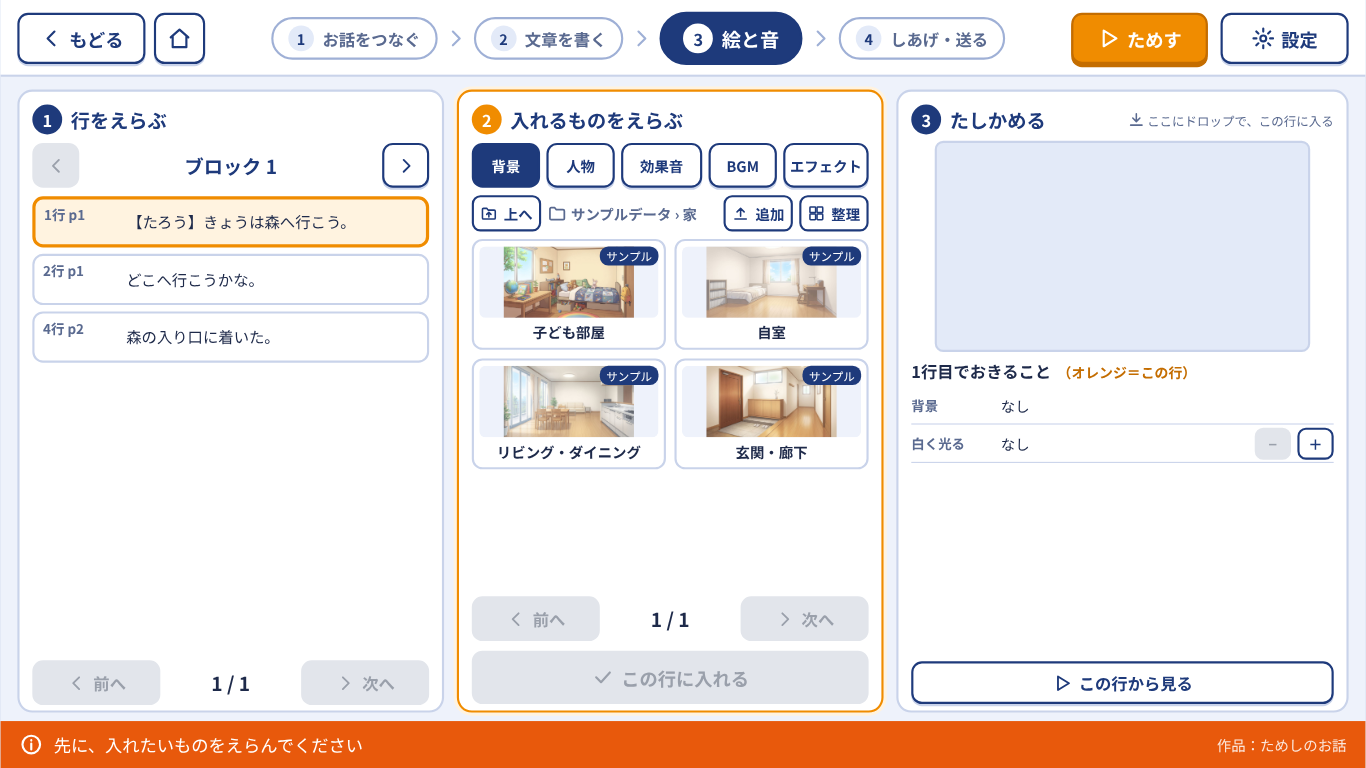 もどる
1 お話をつなぐ
2 文章を書く
3 絵と音
4 しあげ・送る
ためす
設定
1 行をえらぶ
ブロック 1
1行 p1 【たろう】きょうは森へ行こう。
2行 p1 どこへ行こうかな。
4行 p2 森の入り口に着いた。
前へ 1 / 1 次へ
2 入れるものをえらぶ
背景 人物 効果音 BGM エフェクト
上へ サンプルデータ › 家 追加 整理
サンプル
子ども部屋
サンプル
自室
サンプル
リビング・ダイニング
サンプル
玄関・廊下
前へ 1 / 1 次へ
この行に入れる
3 たしかめる ここにドロップで、この行に入る
1行目でおきること （オレンジ＝この行）
背景 なし
白く光る なし − +
この行から見る
先に、入れたいものをえらんでください
作品：ためしのお話